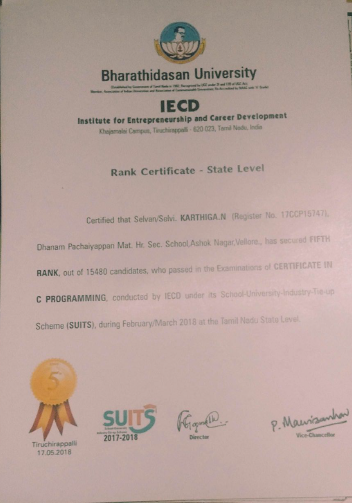 Bharathidasan University
IECD
Institute for Entrepreneurship and Career Development
Khajamalai Campus, Tiruchirappalli - 620 023, Tamil Nadu, India
Rank Certificate - State Level
Certified that Selvan/Selvi. KARTHIGA.N (Register No. 17CCP15747),
Dhanam Pachaiyappan Mat. Hr. Sec. School,Ashok Nagar,Vellore., has secured FIFTH
RANK, out of 15480 candidates, who passed in the Examinations of CERTIFICATE IN
C PROGRAMMING, conducted by IECD under its School-University-Industry-Tie-up
Scheme (SUITS), during February/March 2018 at the Tamil Nadu State Level.
5
Tiruchirappalli
17.05.2018
SUITS
2017-2018
Director
Vice-Chancellor